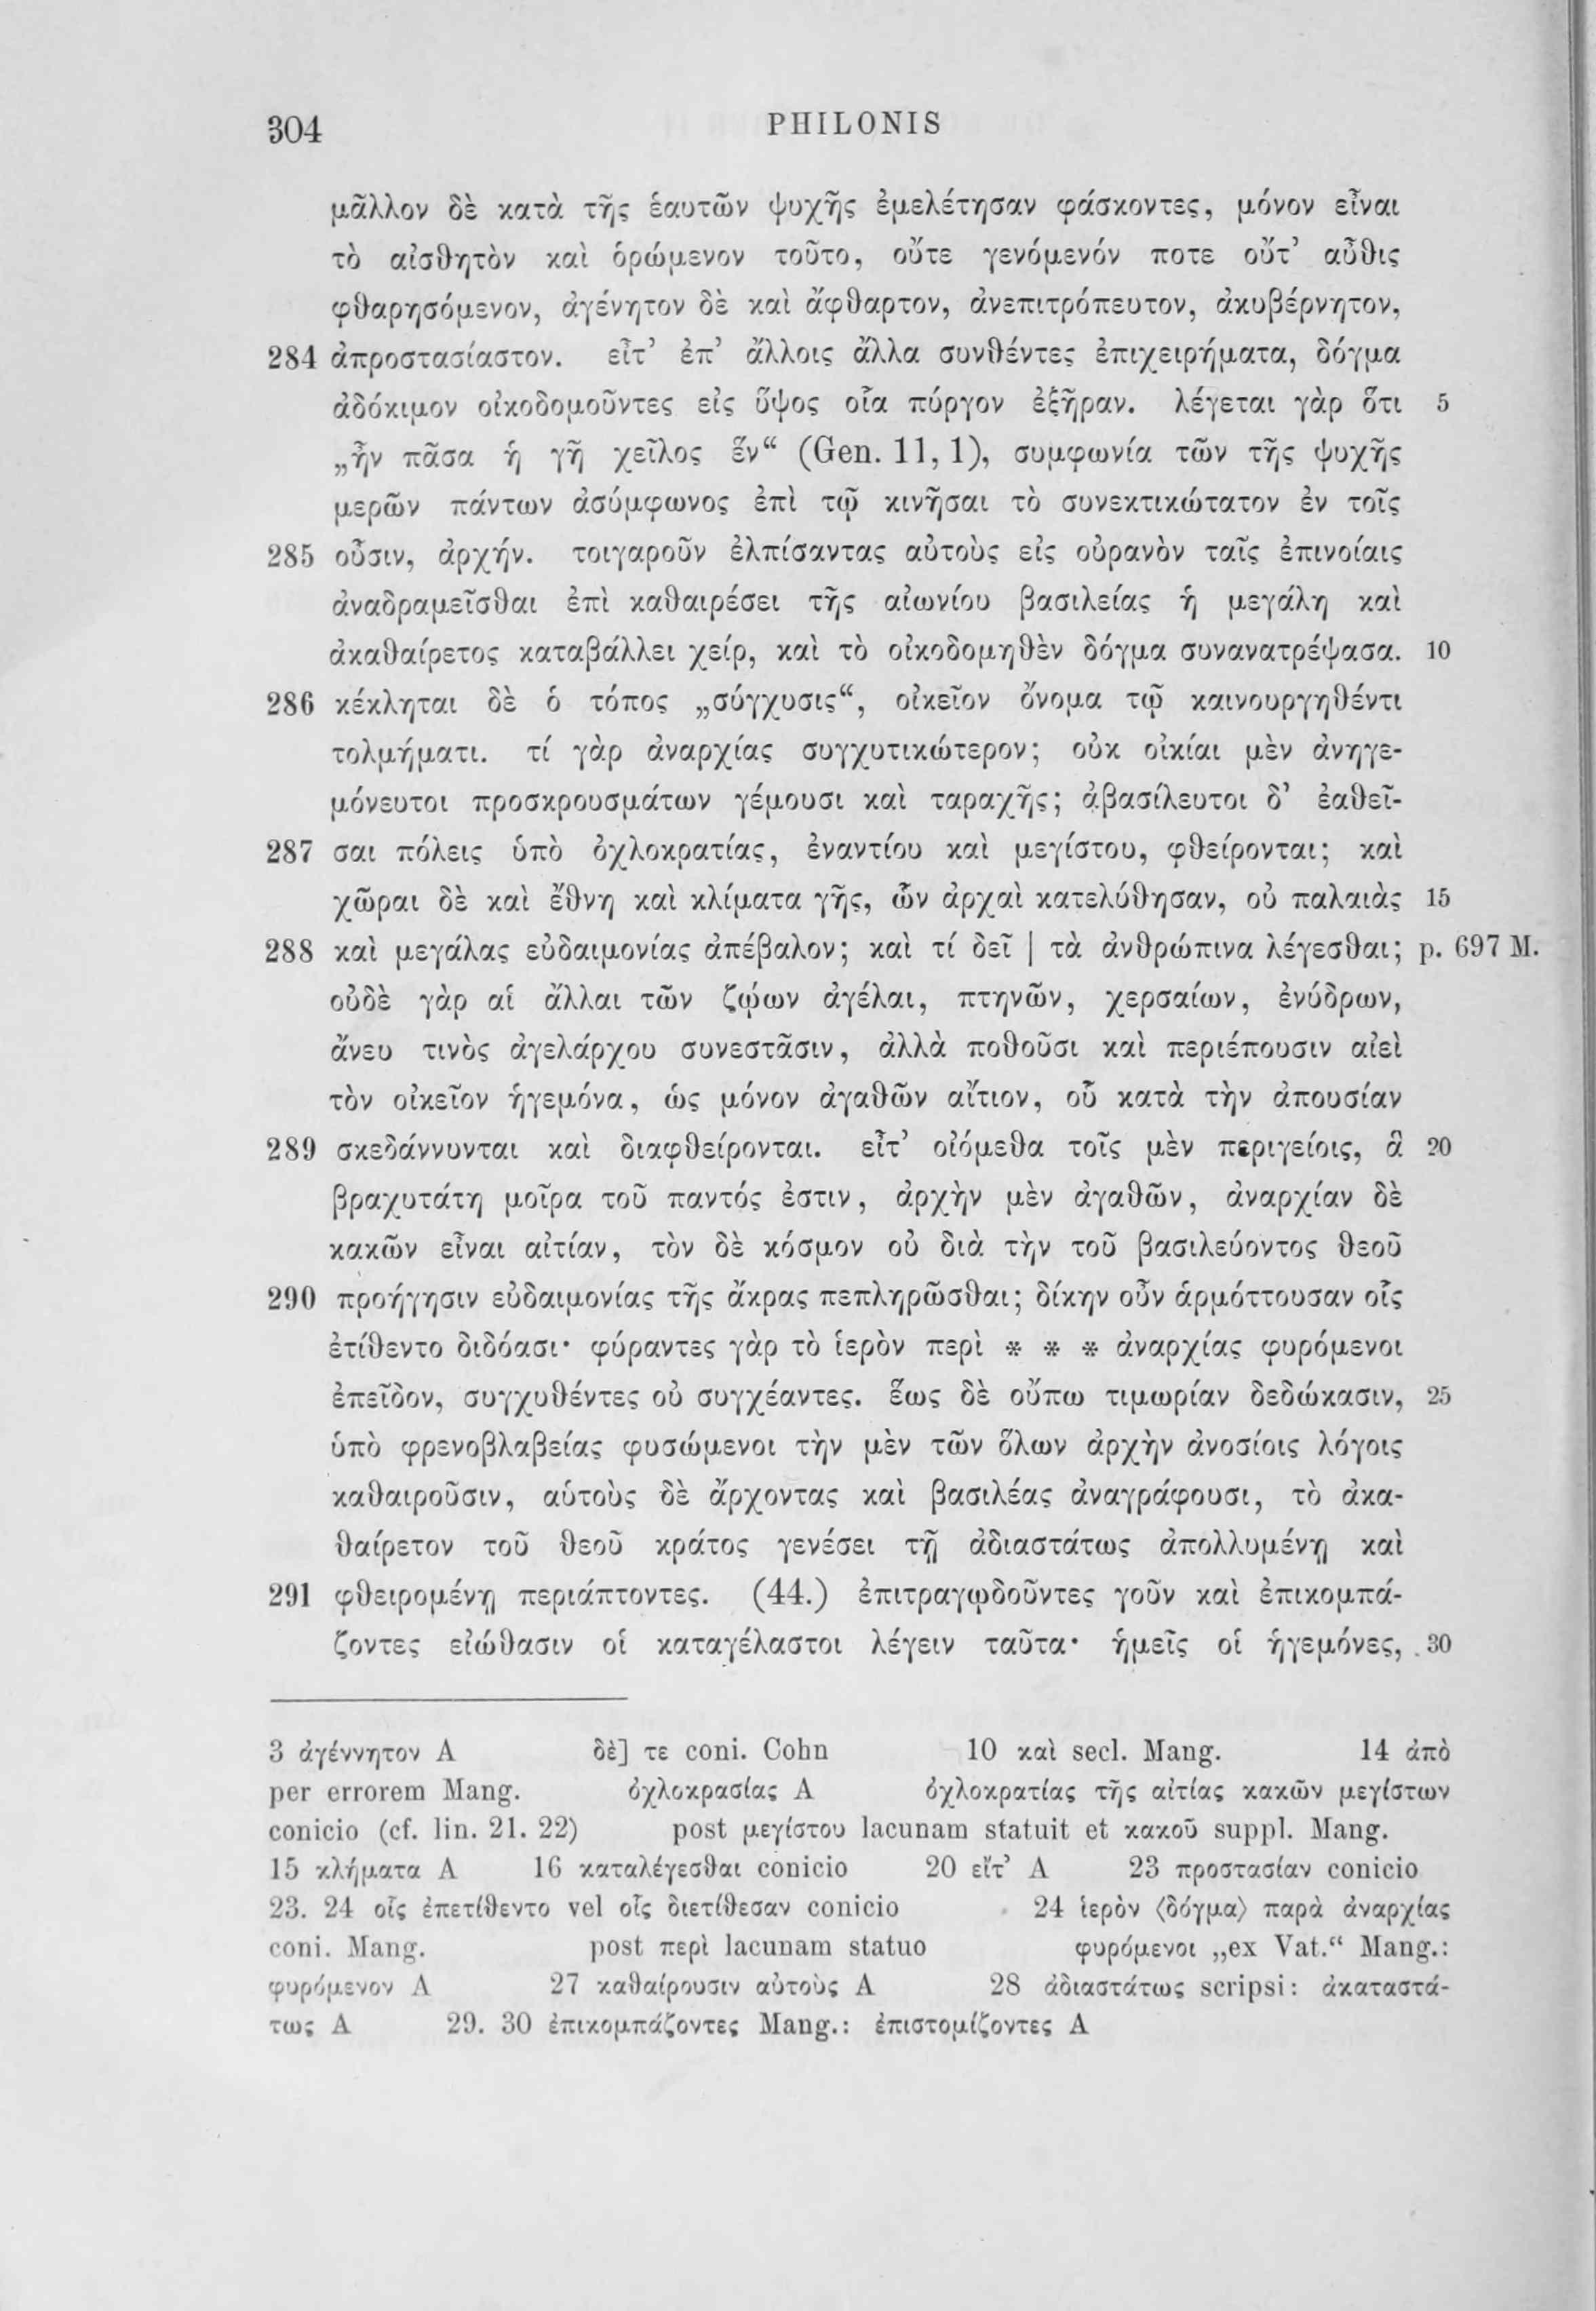 304 PHILONIS
μᾶλλον δὲ κατὰ τῆς ἑαυτῶν ψυχῆς ἐμελέτησαν φάσκοντες, μόνον εἶναι
τὸ αἰσθητὸν καὶ ὁρώμενον τοῦτο, οὔτε γενόμενόν ποτε οὔτ’ αὖθις
φθαρησόμενον, ἀγένητον δὲ καὶ ἄφθαρτον, ἀνεπιτρόπευτον, ἀκυβέρνητον,
284 ἀπροστασίαστον. εἶτ’ ἐπ’ ἄλλοις ἄλλα συνθέντες ἐπιχειρήματα, δόγμα
ἀδόκιμον οἰκοδομοῦντες εἰς ὕψος οἷα πύργον ἐξῆραν. λέγεται γὰρ ὅτι 5
„ἦν πᾶσα ἡ γῆ χεῖλος ἕν“ (Gen. 11, 1), συμφωνία τῶν τῆς ψυχῆς
μερῶν πάντων ἀσύμφωνος ἐπὶ τῷ κινῆσαι τὸ συνεκτικώτατον ἐν τοῖς
285 οὖσιν, ἀρχήν. τοιγαροῦν ἐλπίσαντας αὐτοὺς εἰς οὐρανὸν ταῖς ἐπινοίαις
ἀναδραμεῖσθαι ἐπὶ καθαιρέσει τῆς αἰωνίου βασιλείας ἡ μεγάλη καὶ
ἀκαθαίρετος καταβάλλει χείρ, καὶ τὸ οἰκοδομηθὲν δόγμα συνανατρέψασα. 10
286 κέκληται δὲ ὁ τόπος „σύγχυσις“, οἰκεῖον ὄνομα τῷ καινουργηθέντι
τολμήματι. τί γὰρ ἀναρχίας συγχυτικώτερον; οὐκ οἰκίαι μὲν ἀνηγε-
μόνευτοι προσκρουσμάτων γέμουσι καὶ ταραχῆς; ἀβασίλευτοι δ’ ἐαθεῖ-
287 σαι πόλεις ὑπὸ ὀχλοκρατίας, ἐναντίου καὶ μεγίστου, φθείρονται; καὶ
χῶραι δὲ καὶ ἔθνη καὶ κλίματα γῆς, ὧν ἀρχαὶ κατελύθησαν, οὐ παλαιὰς 15
288 καὶ μεγάλας εὐδαιμονίας ἀπέβαλον; καὶ τί δεῖ | τὰ ἀνθρώπινα λέγεσθαι; p. 697 M.
οὐδὲ γὰρ αἱ ἄλλαι τῶν ζῴων ἀγέλαι, πτηνῶν, χερσαίων, ἐνύδρων,
ἄνευ τινὸς ἀγελάρχου συνεστᾶσιν, ἀλλὰ ποθοῦσι καὶ περιέπουσιν αἰεὶ
τὸν οἰκεῖον ἡγεμόνα, ὡς μόνον ἀγαθῶν αἴτιον, οὗ κατὰ τὴν ἀπουσίαν
289 σκεδάννυνται καὶ διαφθείρονται. εἶτ’ οἰόμεθα τοῖς μὲν περιγείοις, ἃ 20
βραχυτάτη μοῖρα τοῦ παντός ἐστιν, ἀρχὴν μὲν ἀγαθῶν, ἀναρχίαν δὲ
κακῶν εἶναι αἰτίαν, τὸν δὲ κόσμον οὐ διὰ τὴν τοῦ βασιλεύοντος θεοῦ
290 προήγησιν εὐδαιμονίας τῆς ἄκρας πεπληρῶσθαι; δίκην οὖν ἁρμόττουσαν οἷς
ἐτίθεντο διδόασι· φύραντες γὰρ τὸ ἱερὸν περὶ * * * ἀναρχίας φυρόμενοι
ἐπεῖδον, συγχυθέντες οὐ συγχέαντες. ἕως δὲ οὔπω τιμωρίαν δεδώκασιν, 25
ὑπὸ φρενοβλαβείας φυσώμενοι τὴν μὲν τῶν ὅλων ἀρχὴν ἀνοσίοις λόγοις
καθαιροῦσιν, αὑτοὺς δὲ ἄρχοντας καὶ βασιλέας ἀναγράφουσι, τὸ ἀκα-
θαίρετον τοῦ θεοῦ κράτος γενέσει τῇ ἀδιαστάτως ἀπολλυμένῃ καὶ
291 φθειρομένῃ περιάπτοντες. (44.) ἐπιτραγῳδοῦντες γοῦν καὶ ἐπικομπά-
ζοντες εἰώθασιν οἱ καταγέλαστοι λέγειν ταῦτα· ἡμεῖς οἱ ἡγεμόνες, 30
3 ἀγέννητον A δὲ] τε coni. Cohn 10 καὶ secl. Mang. 14 ἀπὸ
per errorem Mang. ὀχλοκρασίας A ὀχλοκρατίας τῆς αἰτίας κακῶν μεγίστων
conicio (cf. lin. 21. 22) post μεγίστου lacunam statuit et κακοῦ suppl. Mang.
15 κλήματα A 16 καταλέγεσθαι conicio 20 εἴτ’ A 23 προστασίαν conicio
23. 24 οἷς ἐπετίθεντο vel οἷς διετίθεσαν conicio 24 ἱερὸν ⟨δόγμα⟩ παρὰ ἀναρχίας
coni. Mang. post περὶ lacunam statuo φυρόμενοι „ex Vat.“ Mang.:
φυρόμενον A 27 καθαίρουσιν αὐτοὺς A 28 ἀδιαστάτως scripsi: ἀκαταστά-
τως A 29. 30 ἐπικομπάζοντες Mang.: ἐπιστομίζοντες A